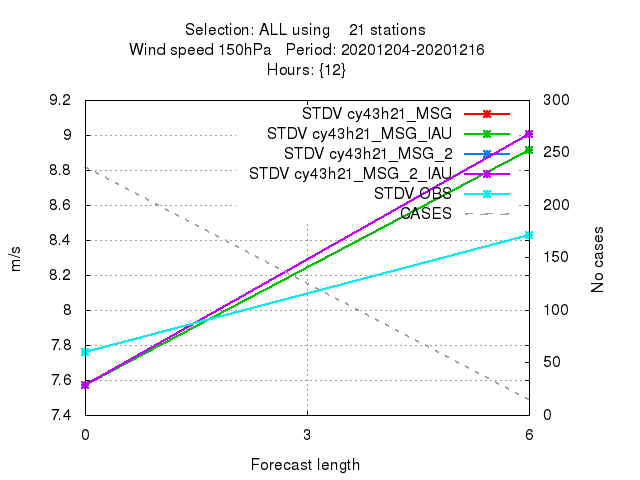 Selection: ALL using    21 stations
Wind speed 150hPa   Period: 20201204-20201216
Hours: {12}
9.2
9
8.8
8.6
8.4
8.2
8
7.8
7.6
7.4
m/s
STDV cy43h21_MSG
STDV cy43h21_MSG_IAU
STDV cy43h21_MSG_2
STDV cy43h21_MSG_2_IAU
STDV OBS
CASES
300
250
200
150
100
50
0
No cases
0 3 6
Forecast length